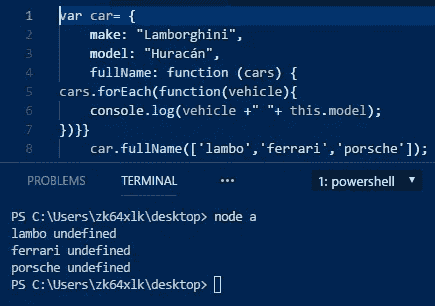 1 var car= {
2 make: "Lamborghini",
3 model: "Huracán",
4 fullName: function (cars) {
5 cars.forEach(function(vehicle){
6 console.log(vehicle +" "+ this.model);
7 })}}
8 car.fullName(['lambo','ferrari','porsche']);
PROBLEMS TERMINAL ••• 1: powershell
PS C:\Users\zk64xlk\desktop> node a
lambo undefined
ferrari undefined
porsche undefined
PS C:\Users\zk64xlk\desktop>